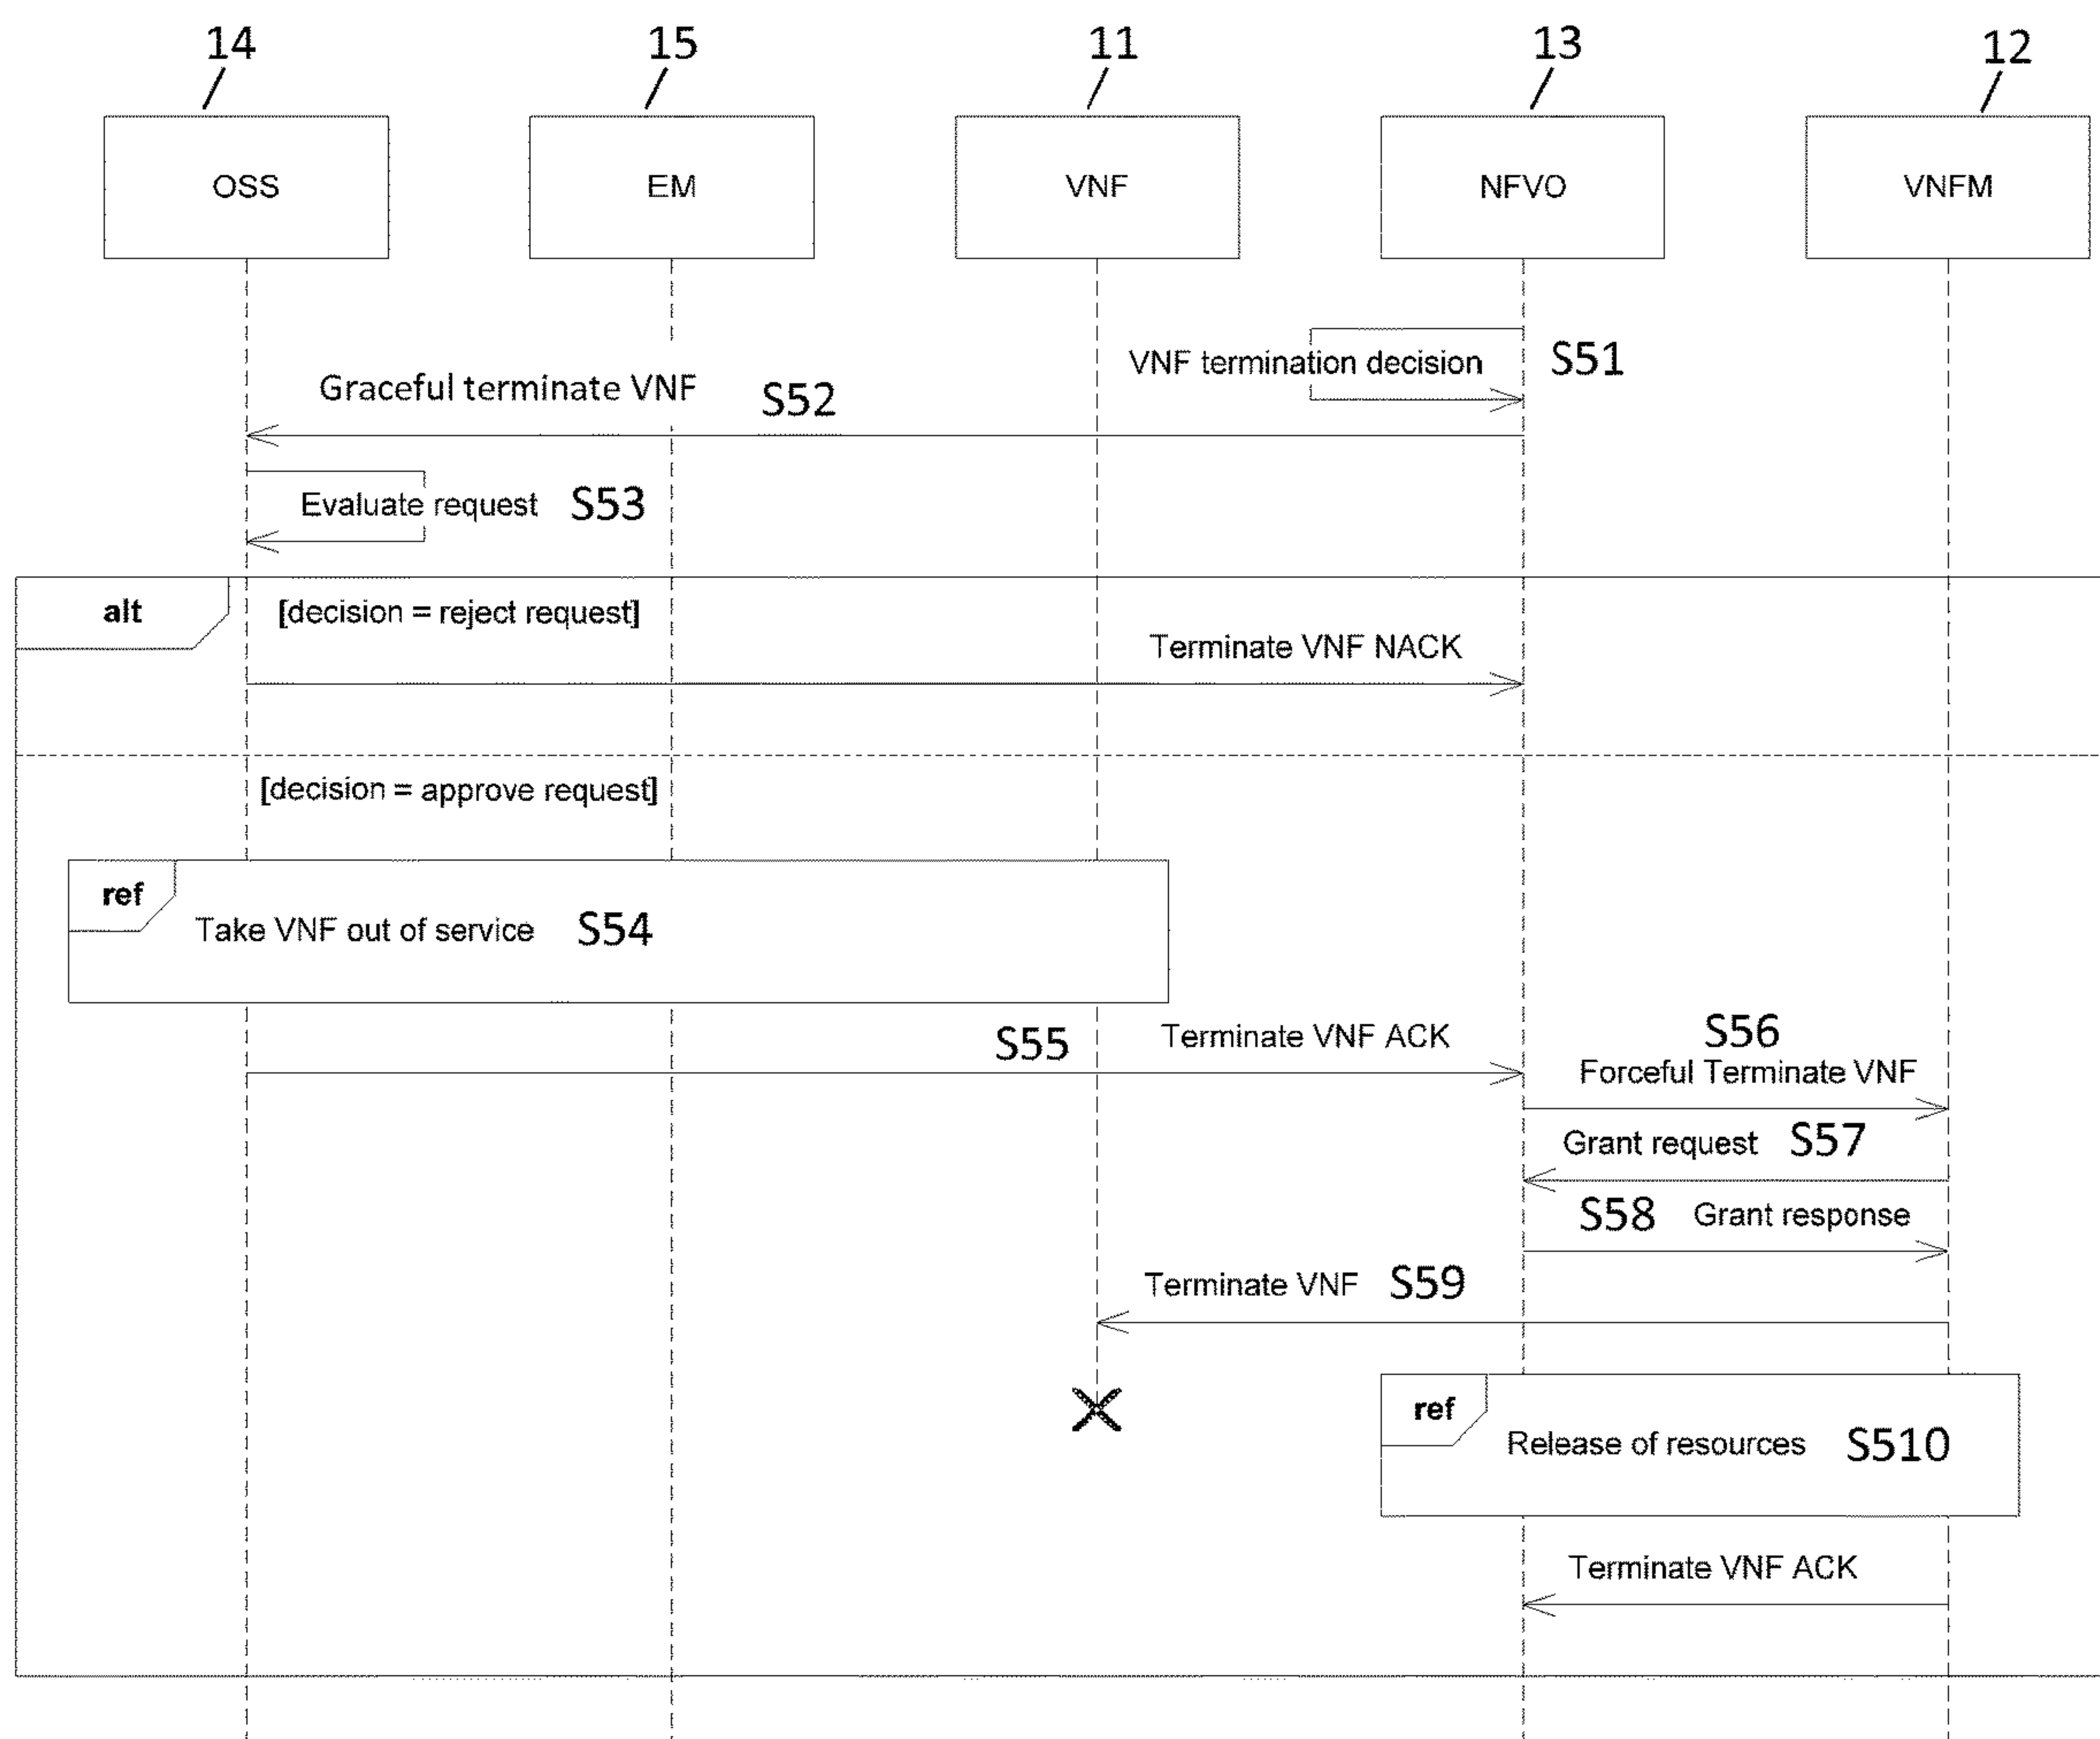 14
15
11
13
12
OSS
EM
VNF
NFVO
VNFM
VNF termination decision S51
Graceful terminate VNF S52
Evaluate request S53
alt [decision = reject request]
Terminate VNF NACK
[decision = approve request]
ref
Take VNF out of service S54
S55 Terminate VNF ACK
S56
Forceful Terminate VNF
Grant request S57
S58 Grant response
Terminate VNF S59
ref
Release of resources S510
Terminate VNF ACK